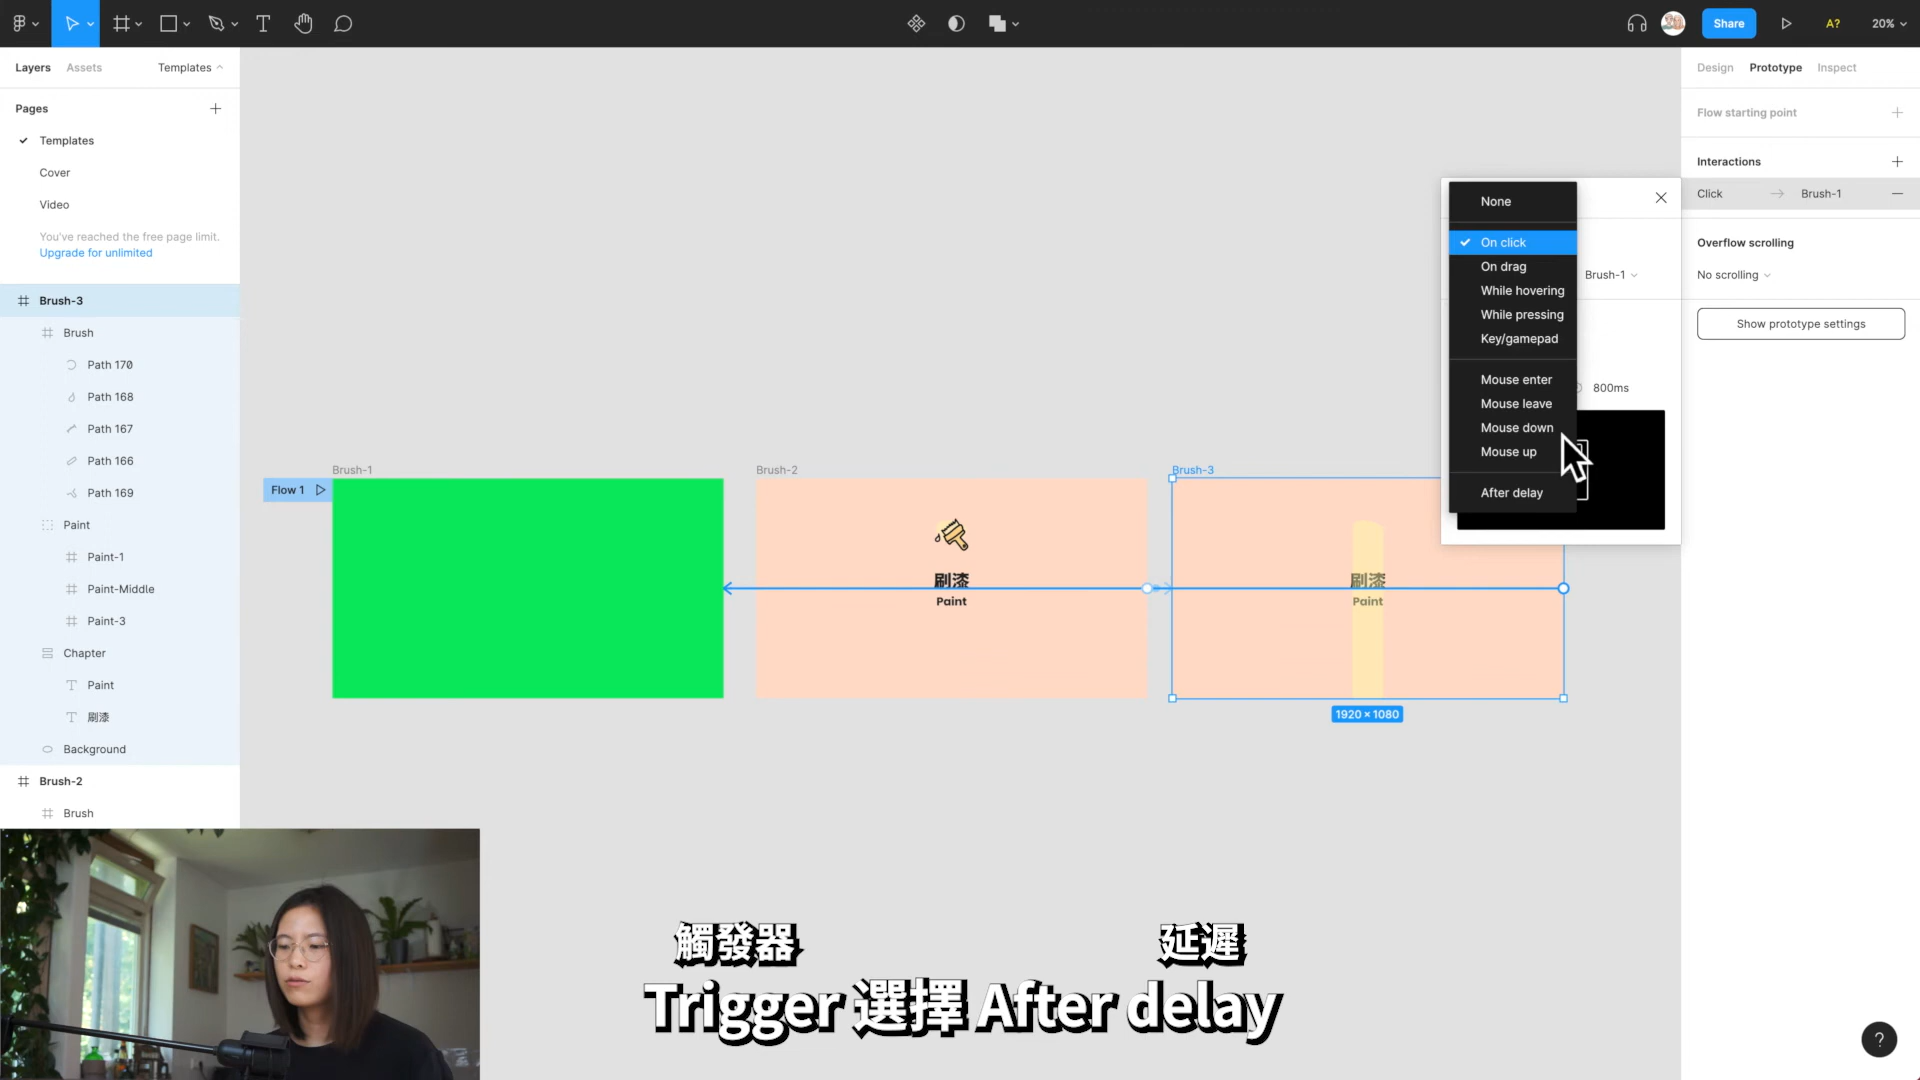 Share
A?
20%
Layers
Assets
Templates
Pages
Templates
Cover
Video
You've reached the free page limit.
Upgrade for unlimited
Brush-3
Brush
Path 170
Path 168
Path 167
Path 166
Path 169
Paint
Paint-1
Paint-Middle
Paint-3
Chapter
Paint
刷漆
Background
Brush-2
Brush
Brush-1
Flow 1
Brush-2
刷漆
Paint
Brush-3
刷漆
Paint
1920 × 1080
None
On click
On drag
While hovering
While pressing
Key/gamepad
Mouse enter
Mouse leave
Mouse down
Mouse up
After delay
Brush-1
800ms
Design
Prototype
Inspect
Flow starting point
Interactions
Click
Brush-1
Overflow scrolling
No scrolling
Show prototype settings
觸發器 延遲
Trigger 選擇 After delay
?